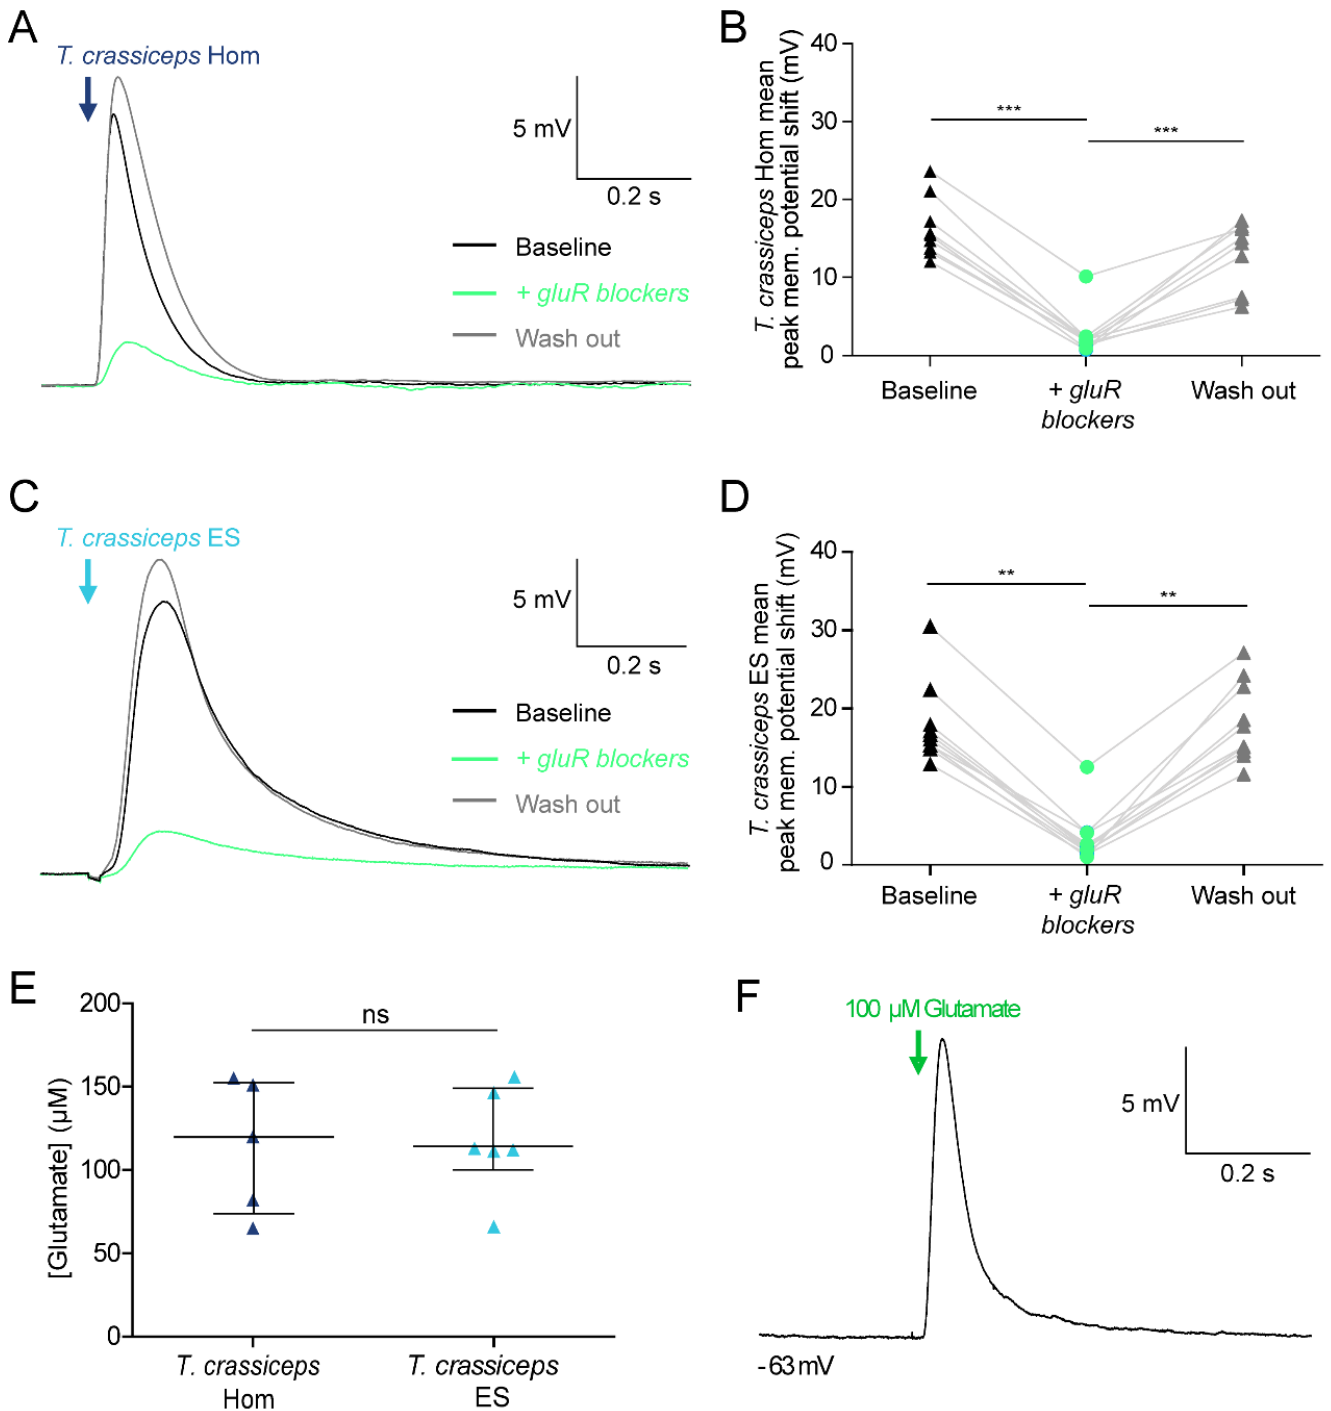 A
T. crassiceps Hom
5 mV
0.2 s
Baseline
+ gluR blockers
Wash out
B
T. crassiceps Hom mean
peak mem. potential shift (mV)
40
30
20
10
0
***
***
Baseline
+ gluR
blockers
Wash out
C
T. crassiceps ES
5 mV
0.2 s
Baseline
+ gluR blockers
Wash out
D
T. crassiceps ES mean
peak mem. potential shift (mV)
40
30
20
10
0
**
**
Baseline
+ gluR
blockers
Wash out
E
[Glutamate] (µM)
200
150
100
50
0
ns
T. crassiceps
Hom
T. crassiceps
ES
F
100 µM Glutamate
5 mV
0.2 s
-63 mV